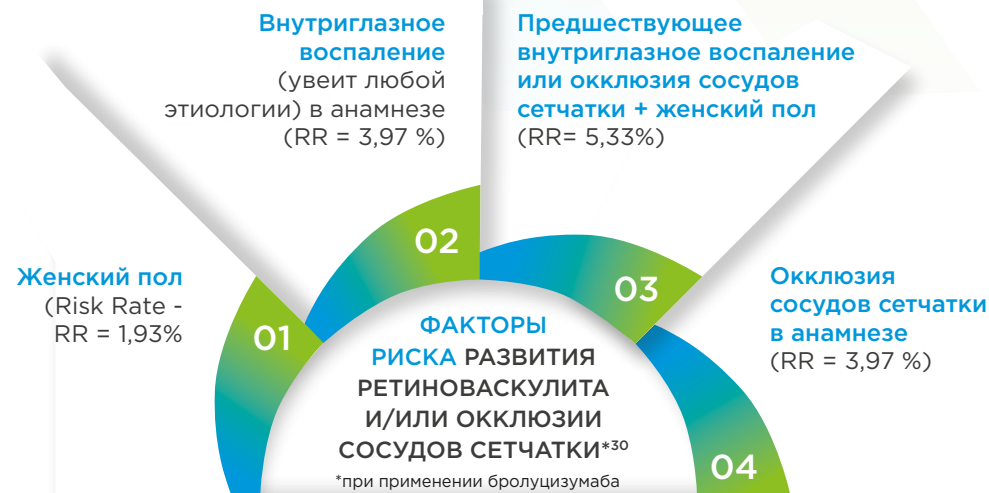 Внутриглазное
воспаление
(увеит любой
этиологии) в анамнезе
(RR = 3,97 %)
Предшествующее
внутриглазное воспаление
или окклюзия сосудов
сетчатки + женский пол
(RR= 5,33%)
Женский пол
(Risk Rate -
RR = 1,93%
01
02
03
04
Окклюзия
сосудов сетчатки
в анамнезе
(RR = 3,97 %)
ФАКТОРЫ
РИСКА РАЗВИТИЯ
РЕТИНОВАСКУЛИТА
И/ИЛИ ОККЛЮЗИИ
СОСУДОВ СЕТЧАТКИ*³⁰
*при применении бролуцизумаба